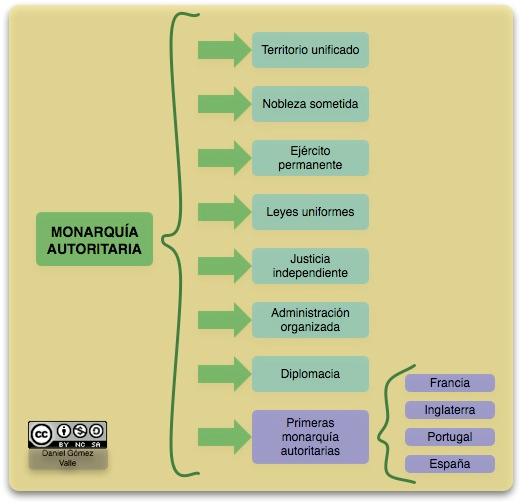 Territorio unificado
Nobleza sometida
Ejército
permanente
Leyes uniformes
MONARQUÍA
AUTORITARIA
Justicia
independiente
Administración
organizada
Diplomacia
Primeras
monarquía
autoritarias
Francia
Inglaterra
Portugal
España
cc
BY NC SA
Daniel Gómez
Valle